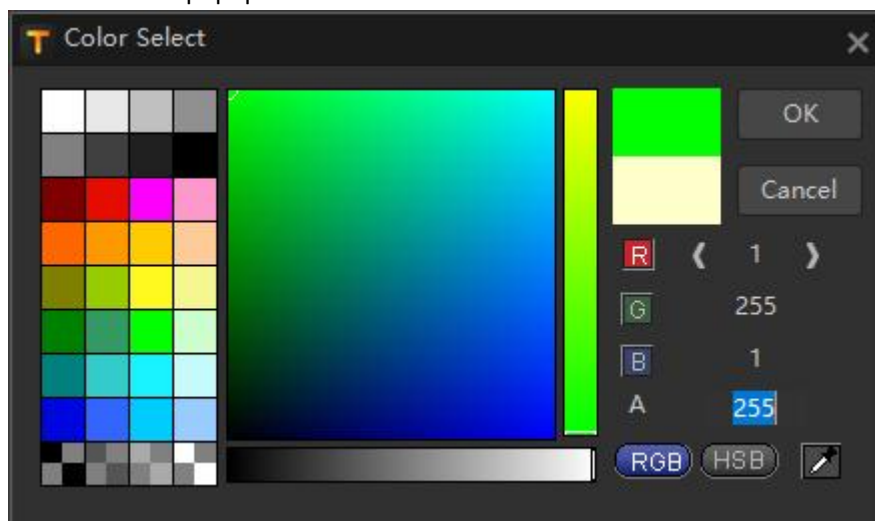 T Color Select
OK
Cancel
R 1
G 255
B 1
A 255
RGB HSB